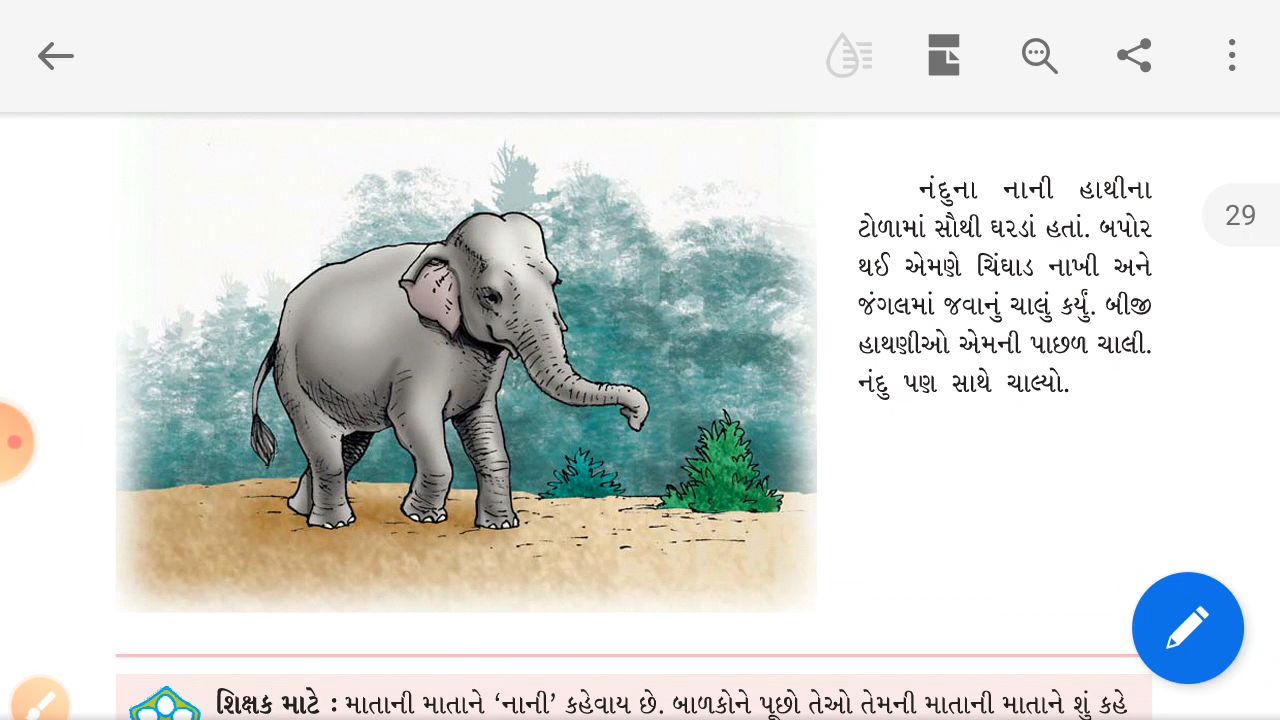 29
નંદુના નાની હાથીના
ટોળામાં સૌથી ઘરડાં હતાં. બપોર
થઈ એમણે ચિંઘાડ નાખી અને
જંગલમાં જવાનું ચાલું કર્યું. બીજી
હાથણીઓ એમની પાછળ ચાલી.
નંદુ પણ સાથે ચાલ્યો.
શિક્ષક માટે : માતાની માતાને ‘નાની’ કહેવાય છે. બાળકોને પૂછો તેઓ તેમની માતાની માતાને શું કહે